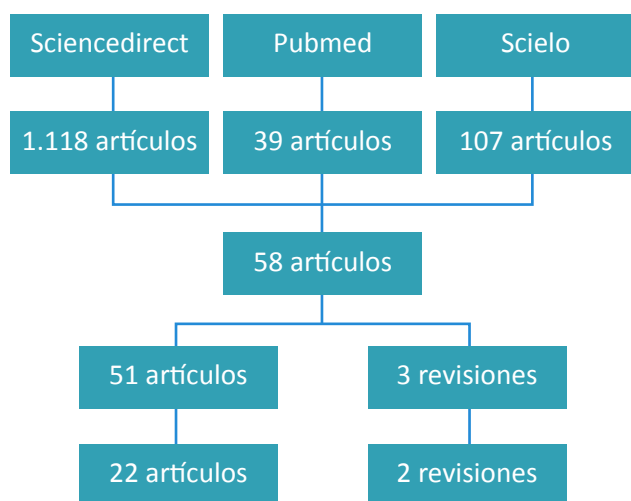 Sciencedirect
Pubmed
Scielo
1.118 artículos
39 artículos
107 artículos
58 artículos
51 artículos
3 revisiones
22 artículos
2 revisiones